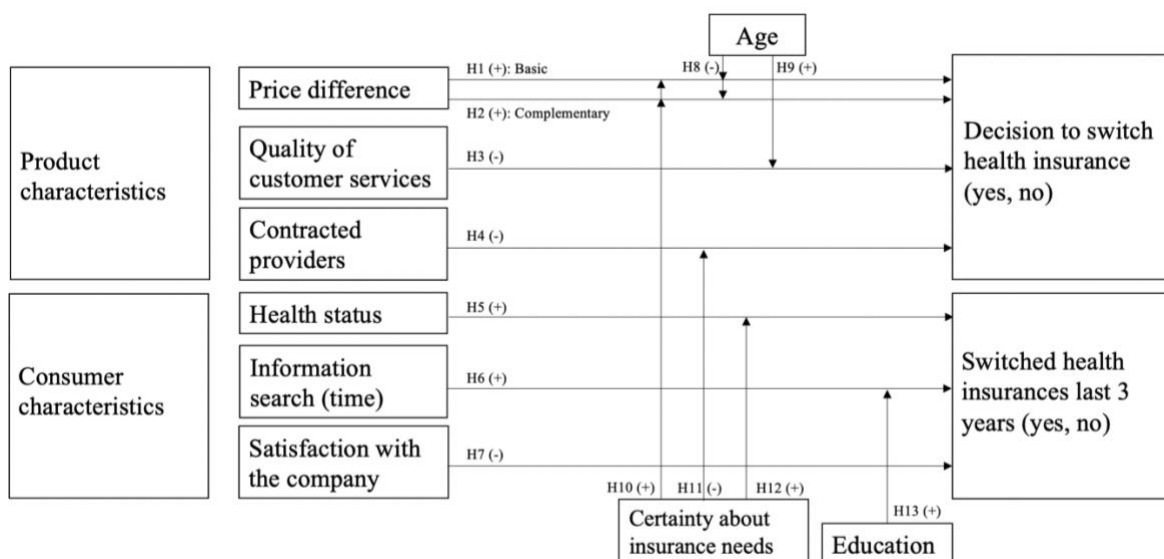 Age
H1 (+): Basic
H8 (-)
H9 (+)
Price difference
H2 (+): Complementary
Product
characteristics
Quality of
customer services
H3 (-)
Decision to switch
health insurance
(yes, no)
Contracted
providers
H4 (-)
Health status
H5 (+)
Consumer
characteristics
Information
search (time)
H6 (+)
Switched health
insurances last 3
years (yes, no)
Satisfaction with
the company
H7 (-)
H10 (+)
H11 (-)
H12 (+)
Certainty about
insurance needs
H13 (+)
Education